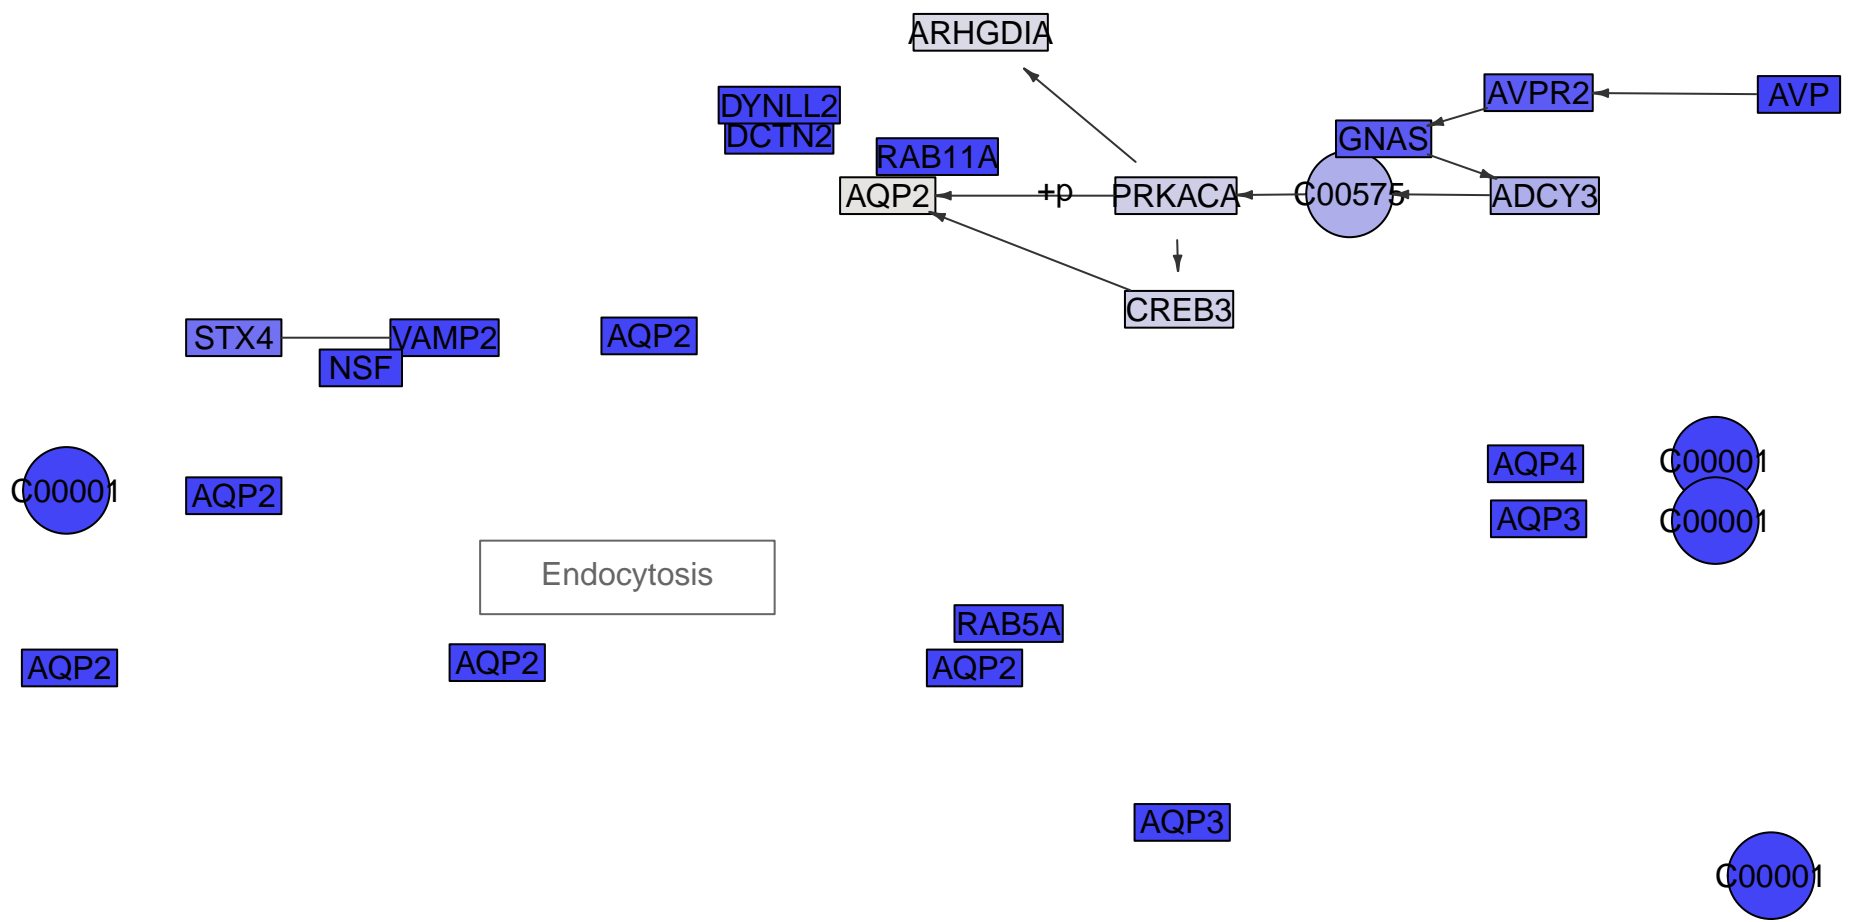 ARHGDIA
AVPR2
AVP
DYNLL2
DCTN2
GNAS
RAB11A
AQP2
+p
PRKACA
C00575
ADCY3
CREB3
STX4
VAMP2
AQP2
NSF
C00001
AQP2
AQP4
C00001
AQP3
C00001
Endocytosis
RAB5A
AQP2
AQP2
AQP2
AQP3
C00001